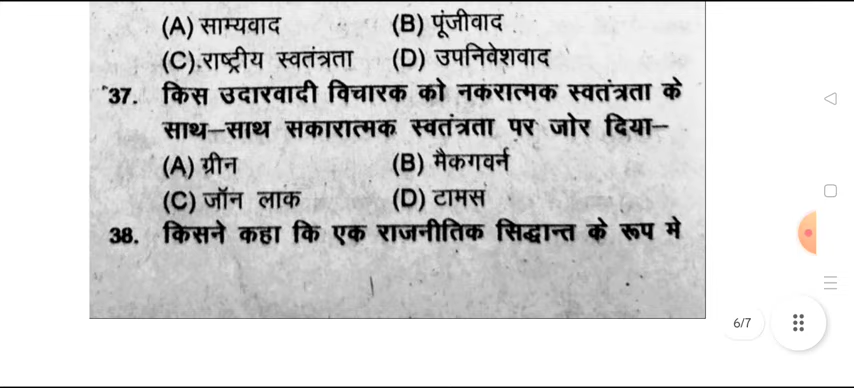 (A) साम्यवाद (B) पूंजीवाद
(C) राष्ट्रीय स्वतंत्रता (D) उपनिवेशवाद
37. किस उदारवादी विचारक को नकरात्मक स्वतंत्रता के
साथ–साथ सकारात्मक स्वतंत्रता पर जोर दिया–
(A) ग्रीन (B) मैकगवर्न
(C) जॉन लाक (D) टामस
38. किसने कहा कि एक राजनीतिक सिद्धान्त के रूप मे
6/7